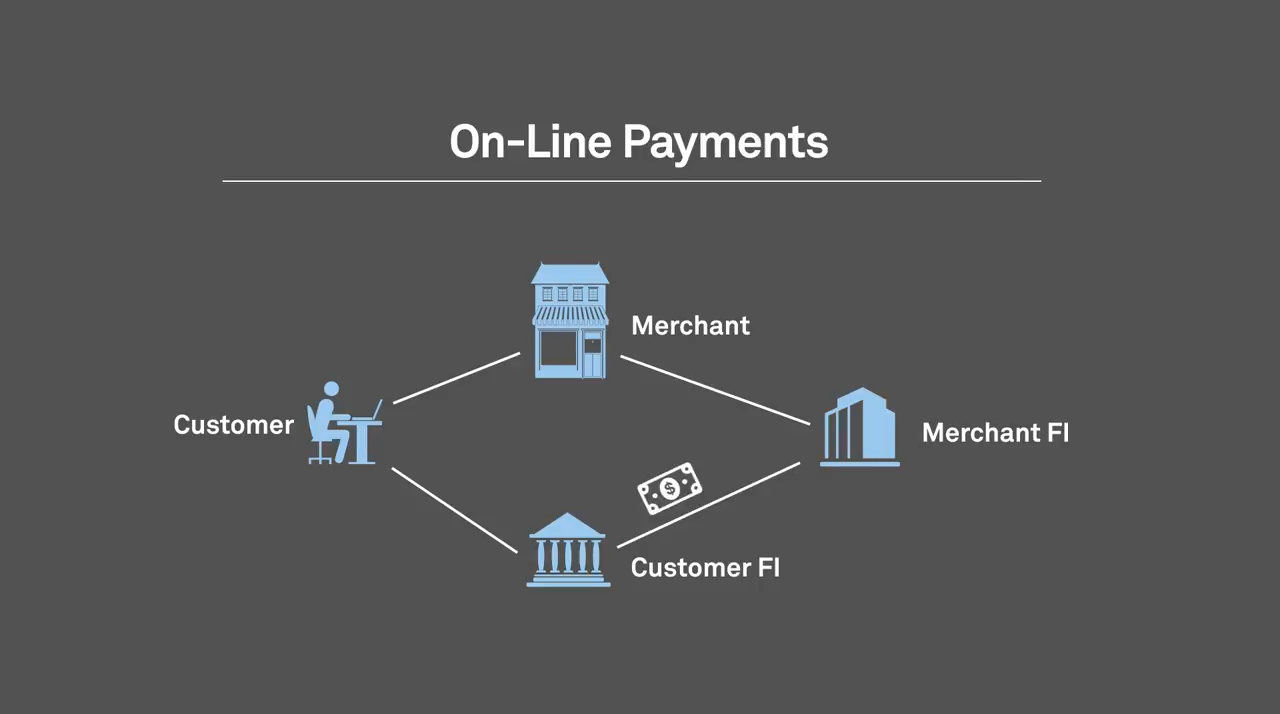 On-Line Payments
Merchant
Customer
Merchant FI
$
Customer FI